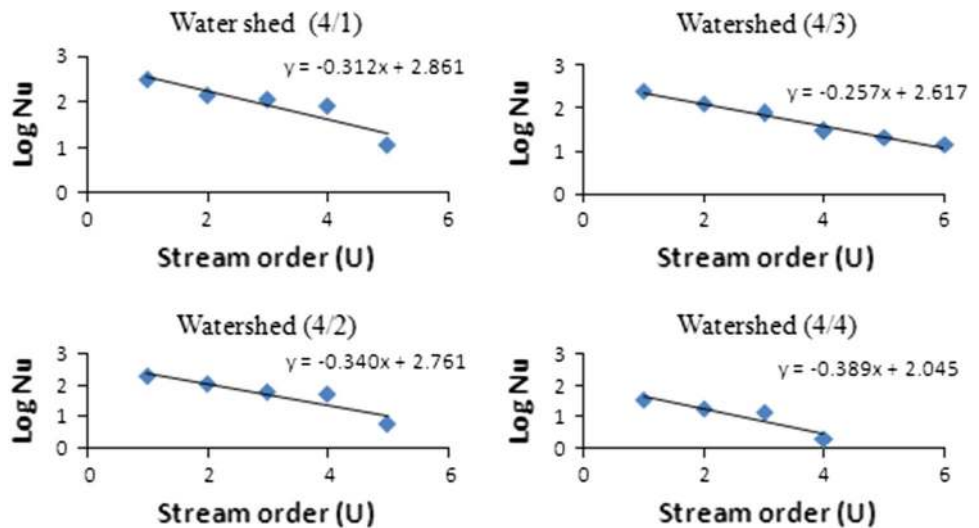 Water shed (4/1)
y = -0.312x + 2.861
Log Nu
3
2
1
0
0 2 4 6
Stream order (U)
Watershed (4/3)
y = -0.257x + 2.617
Log Nu
3
2
1
0
0 2 4 6
Stream order (U)
Watershed (4/2)
y = -0.340x + 2.761
Log Nu
3
2
1
0
0 2 4 6
Stream order (U)
Watershed (4/4)
y = -0.389x + 2.045
Log Nu
3
2
1
0
0 2 4 6
Stream order (U)